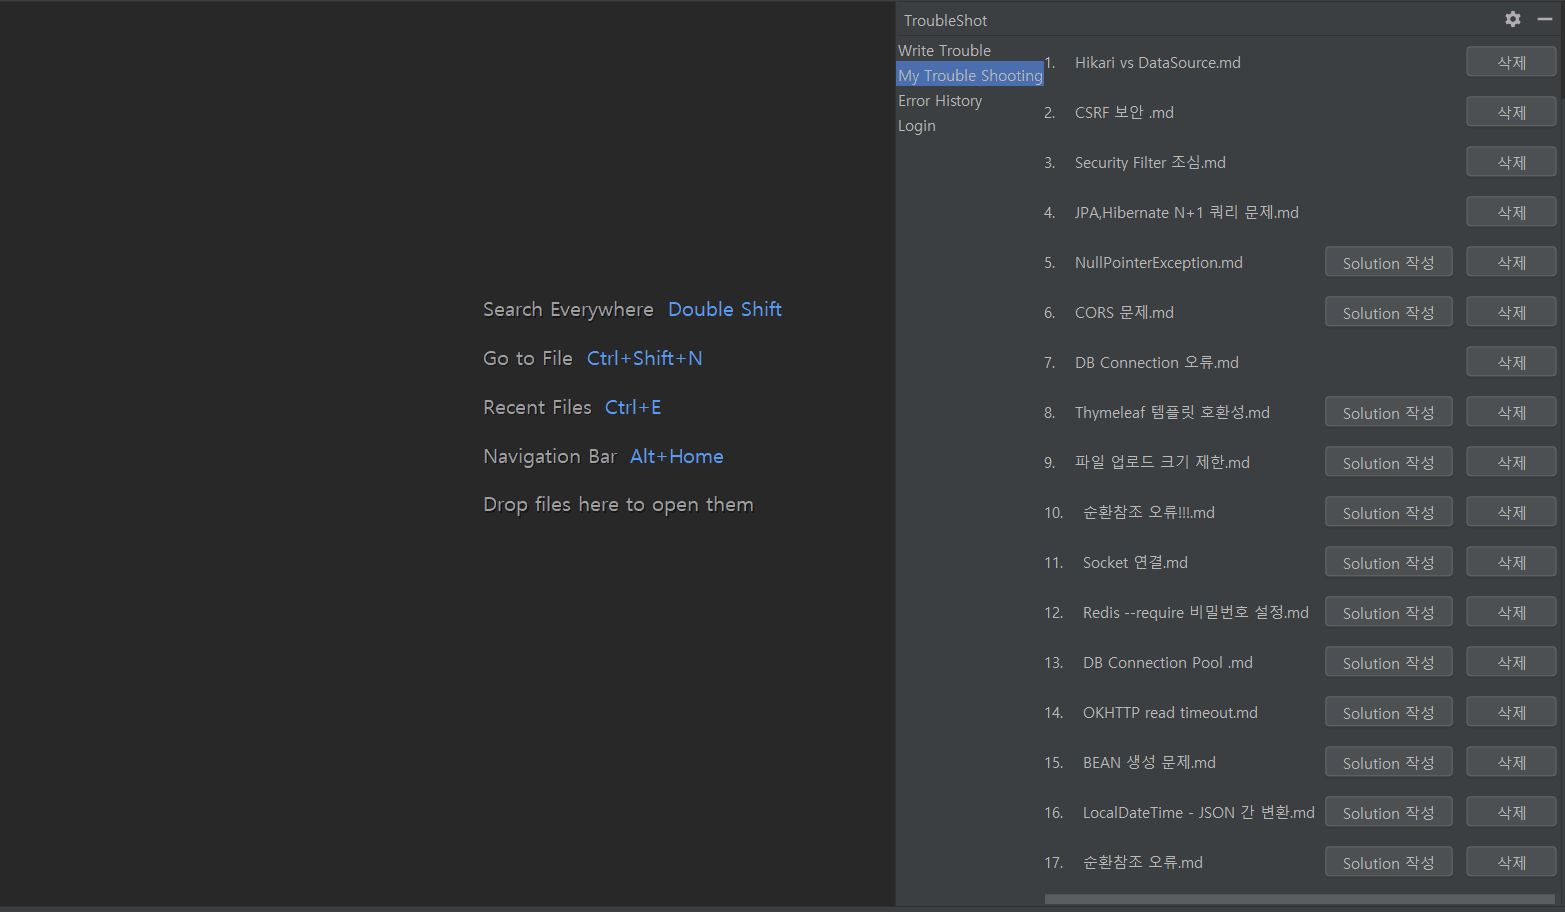 TroubleShot
Write Trouble
My Trouble Shooting
Error History
Login
Search Everywhere Double Shift
Go to File Ctrl+Shift+N
Recent Files Ctrl+E
Navigation Bar Alt+Home
Drop files here to open them
1. Hikari vs DataSource.md 삭제
2. CSRF 보안 .md 삭제
3. Security Filter 조심.md 삭제
4. JPA,Hibernate N+1 쿼리 문제.md 삭제
5. NullPointerException.md Solution 작성 삭제
6. CORS 문제.md Solution 작성 삭제
7. DB Connection 오류.md 삭제
8. Thymeleaf 템플릿 호환성.md Solution 작성 삭제
9. 파일 업로드 크기 제한.md Solution 작성 삭제
10. 순환참조 오류!!!.md Solution 작성 삭제
11. Socket 연결.md Solution 작성 삭제
12. Redis --require 비밀번호 설정.md Solution 작성 삭제
13. DB Connection Pool .md Solution 작성 삭제
14. OKHTTP read timeout.md Solution 작성 삭제
15. BEAN 생성 문제.md Solution 작성 삭제
16. LocalDateTime - JSON 간 변환.md Solution 작성 삭제
17. 순환참조 오류.md Solution 작성 삭제